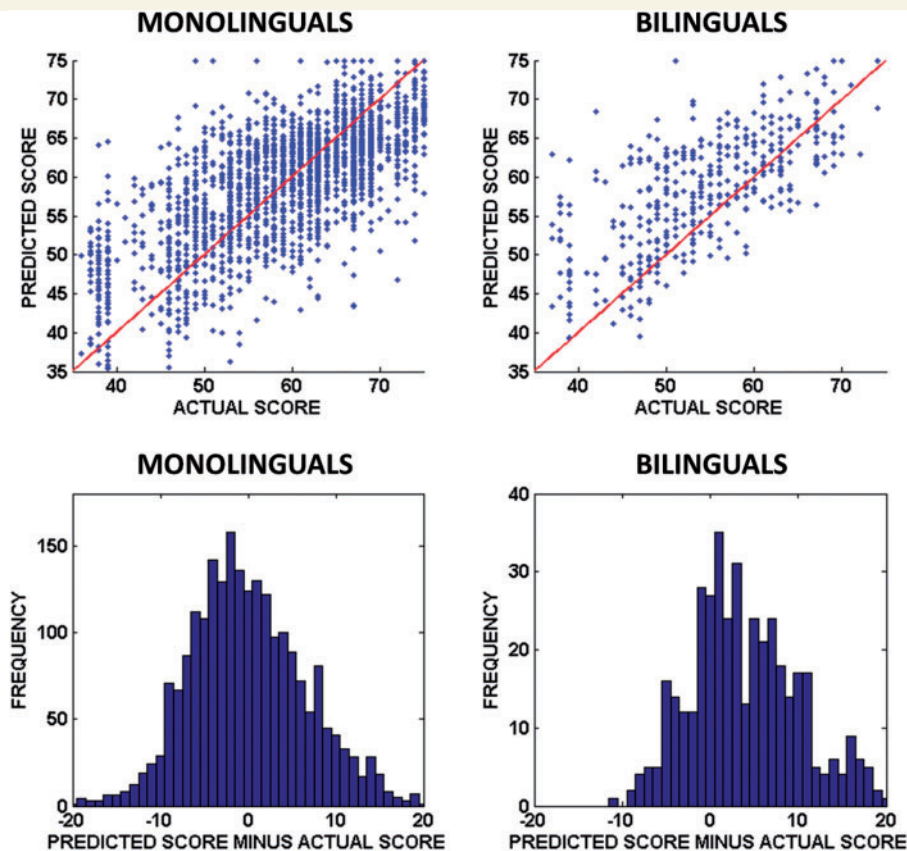 MONOLINGUALS
75
70
65
60
55
50
45
40
35
PREDICTED SCORE
40 50 60 70
ACTUAL SCORE
BILINGUALS
75
70
65
60
55
50
45
40
35
PREDICTED SCORE
40 50 60 70
ACTUAL SCORE
MONOLINGUALS
150
100
50
0
FREQUENCY
-20 -10 0 10 20
PREDICTED SCORE MINUS ACTUAL SCORE
BILINGUALS
40
30
20
10
0
FREQUENCY
-20 -10 0 10 20
PREDICTED SCORE MINUS ACTUAL SCORE